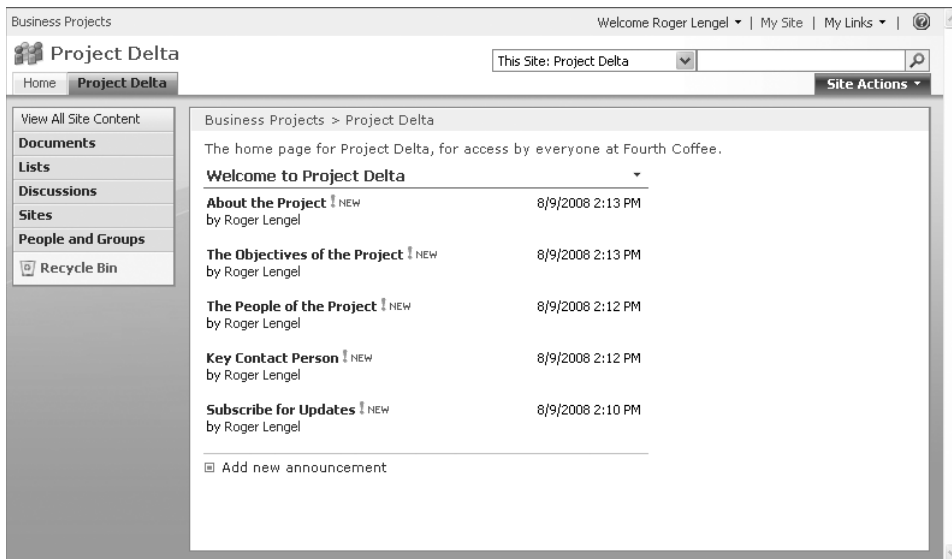 Business Projects
Welcome Roger Lengel | My Site | My Links |
Project Delta
This Site: Project Delta
Home Project Delta
Site Actions
View All Site Content
Documents
Lists
Discussions
Sites
People and Groups
Recycle Bin
Business Projects > Project Delta
The home page for Project Delta, for access by everyone at Fourth Coffee.
Welcome to Project Delta
About the Project ! NEW 8/9/2008 2:13 PM
by Roger Lengel
The Objectives of the Project ! NEW 8/9/2008 2:13 PM
by Roger Lengel
The People of the Project ! NEW 8/9/2008 2:12 PM
by Roger Lengel
Key Contact Person ! NEW 8/9/2008 2:12 PM
by Roger Lengel
Subscribe for Updates ! NEW 8/9/2008 2:10 PM
by Roger Lengel
Add new announcement